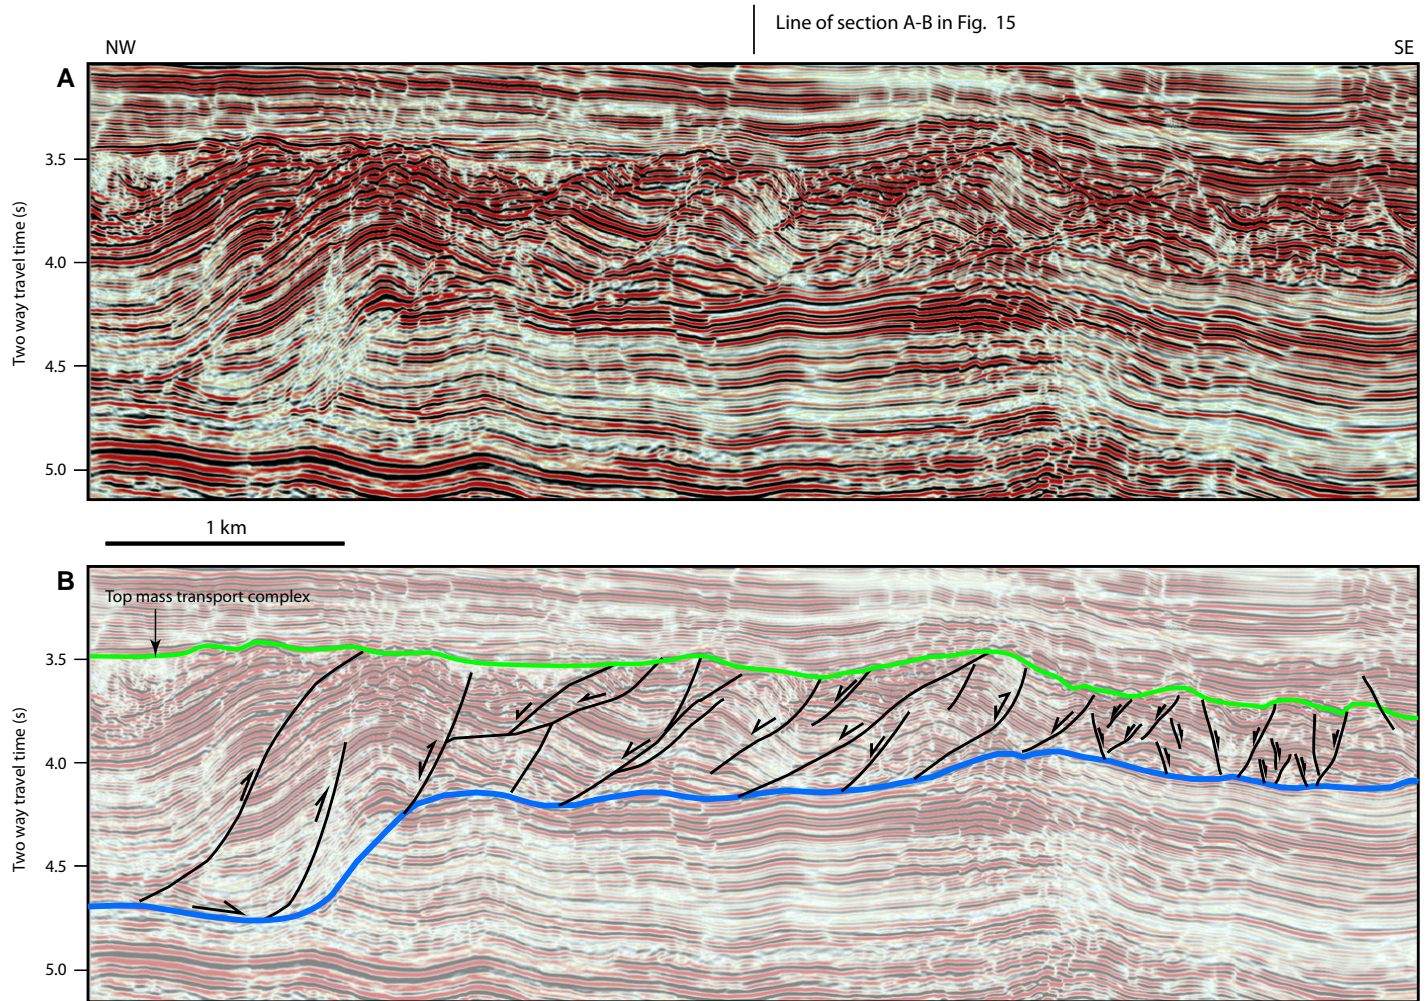 Line of section A-B in Fig. 15
NW
SE
A
3.5
4.0
4.5
5.0
Two way travel time (s)
1 km
B
Top mass transport complex
3.5
4.0
4.5
5.0
Two way travel time (s)